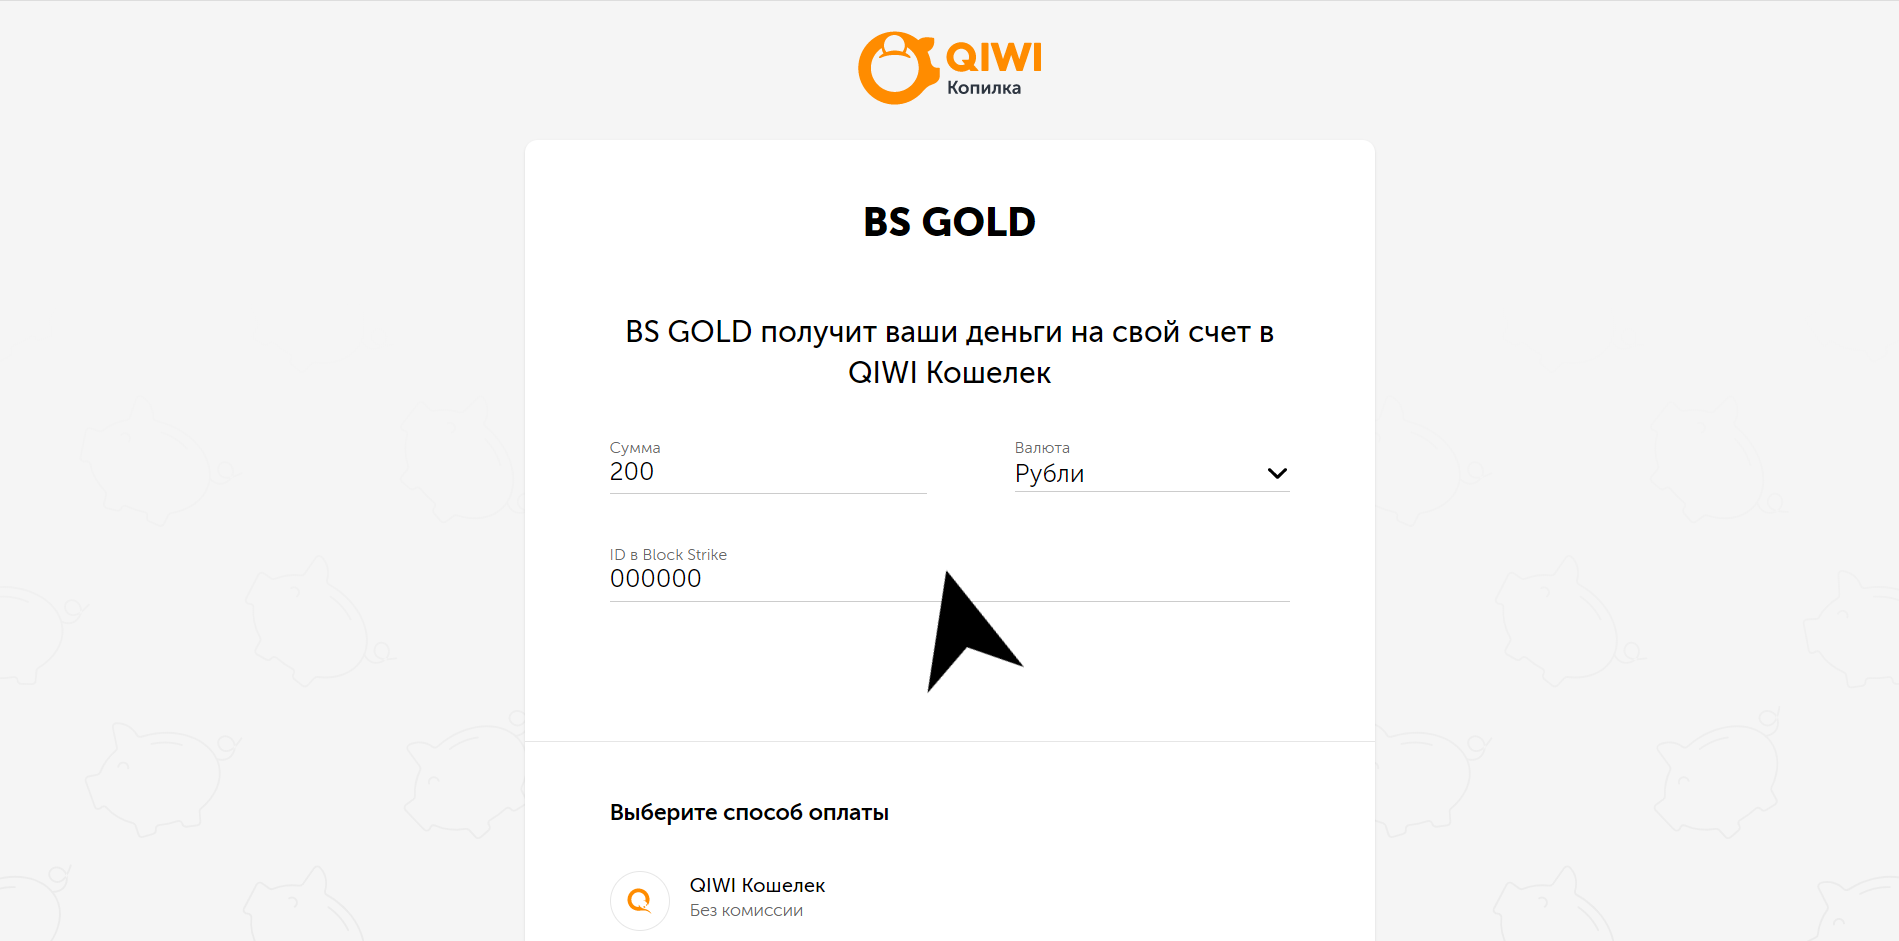 QIWI
Копилка
BS GOLD
BS GOLD получит ваши деньги на свой счет в
QIWI Кошелек
Сумма
200
Валюта
Рубли
ID в Block Strike
000000
Выберите способ оплаты
QIWI Кошелек
Без комиссии